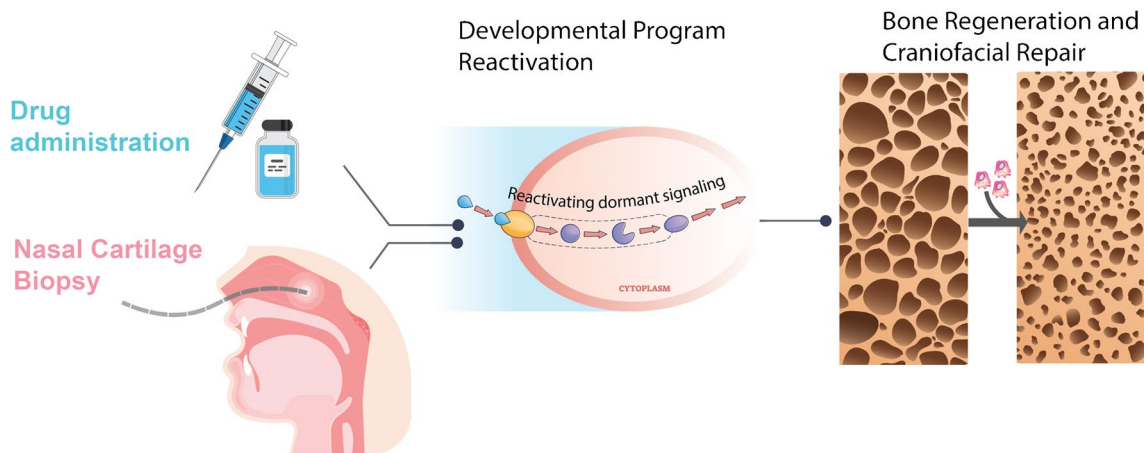 Drug
administration
Nasal Cartilage
Biopsy
Developmental Program
Reactivation
Reactivating dormant signaling
CYTOPLASM
Bone Regeneration and
Craniofacial Repair